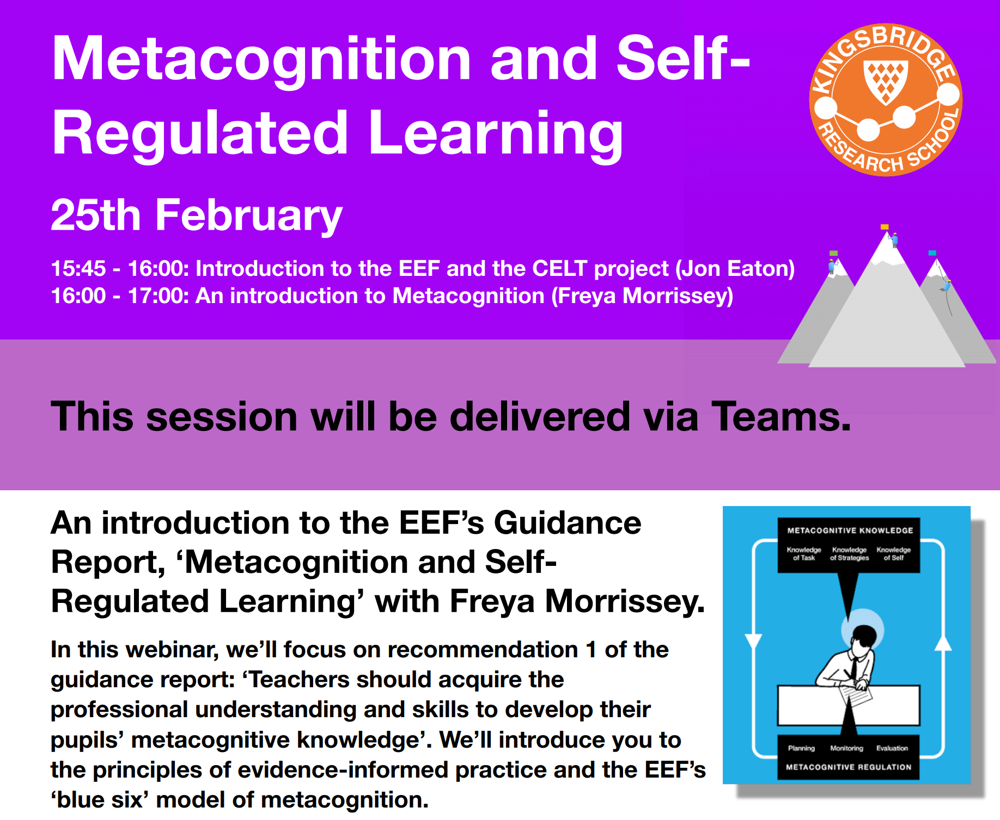 Metacognition and Self-
Regulated Learning
KINGSBRIDGE
RESEARCH SCHOOL
25th February
15:45 - 16:00: Introduction to the EEF and the CELT project (Jon Eaton)
16:00 - 17:00: An introduction to Metacognition (Freya Morrissey)
This session will be delivered via Teams.
An introduction to the EEF’s Guidance
Report, ‘Metacognition and Self-
Regulated Learning’ with Freya Morrissey.
In this webinar, we’ll focus on recommendation 1 of the
guidance report: ‘Teachers should acquire the
professional understanding and skills to develop their
pupils’ metacognitive knowledge’. We’ll introduce you to
the principles of evidence-informed practice and the EEF’s
‘blue six’ model of metacognition.
METACOGNITIVE KNOWLEDGE
Knowledge Knowledge Knowledge
of Task of Strategies of Self
Planning Monitoring Evaluation
METACOGNITIVE REGULATION